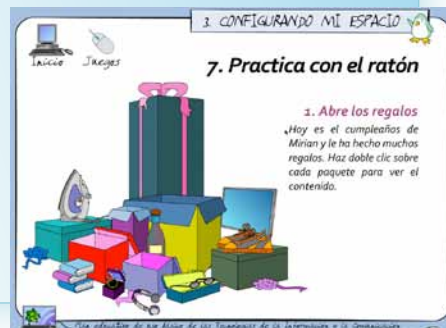 3. CONFIGURANDO MI ESPACIO
Inicio
Juegos
7. Practica con el ratón
1. Abre los regalos
Hoy es el cumpleaños de
Mirian y le ha hecho muchos
regalos. Haz doble clic sobre
cada paquete para ver el
contenido.